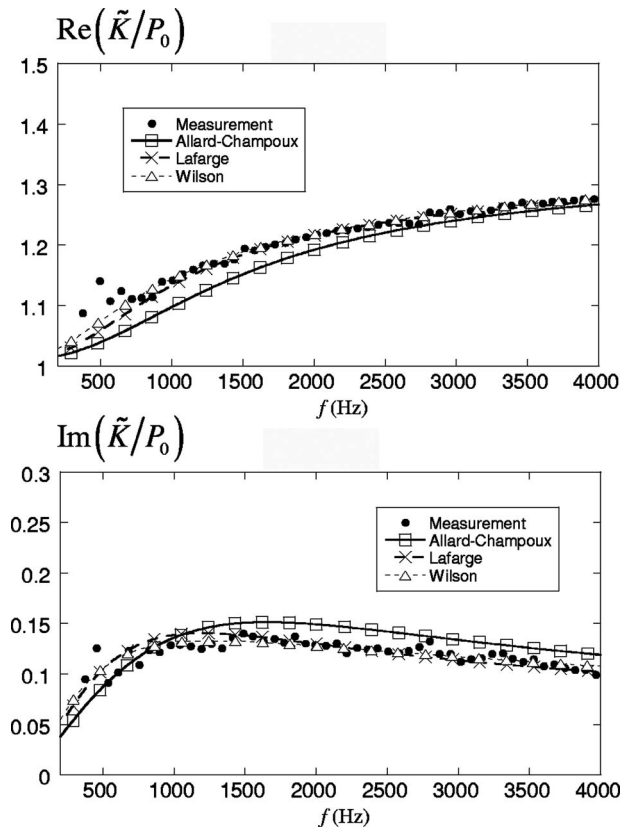 Re(K̃/P₀)
1.5
1.4
1.3
1.2
1.1
1
Measurement
Allard-Champoux
Lafarge
Wilson
500 1000 1500 2000 2500 3000 3500 4000
f (Hz)
Im(K̃/P₀)
0.3
0.25
0.2
0.15
0.1
0.05
0
Measurement
Allard-Champoux
Lafarge
Wilson
500 1000 1500 2000 2500 3000 3500 4000
f (Hz)